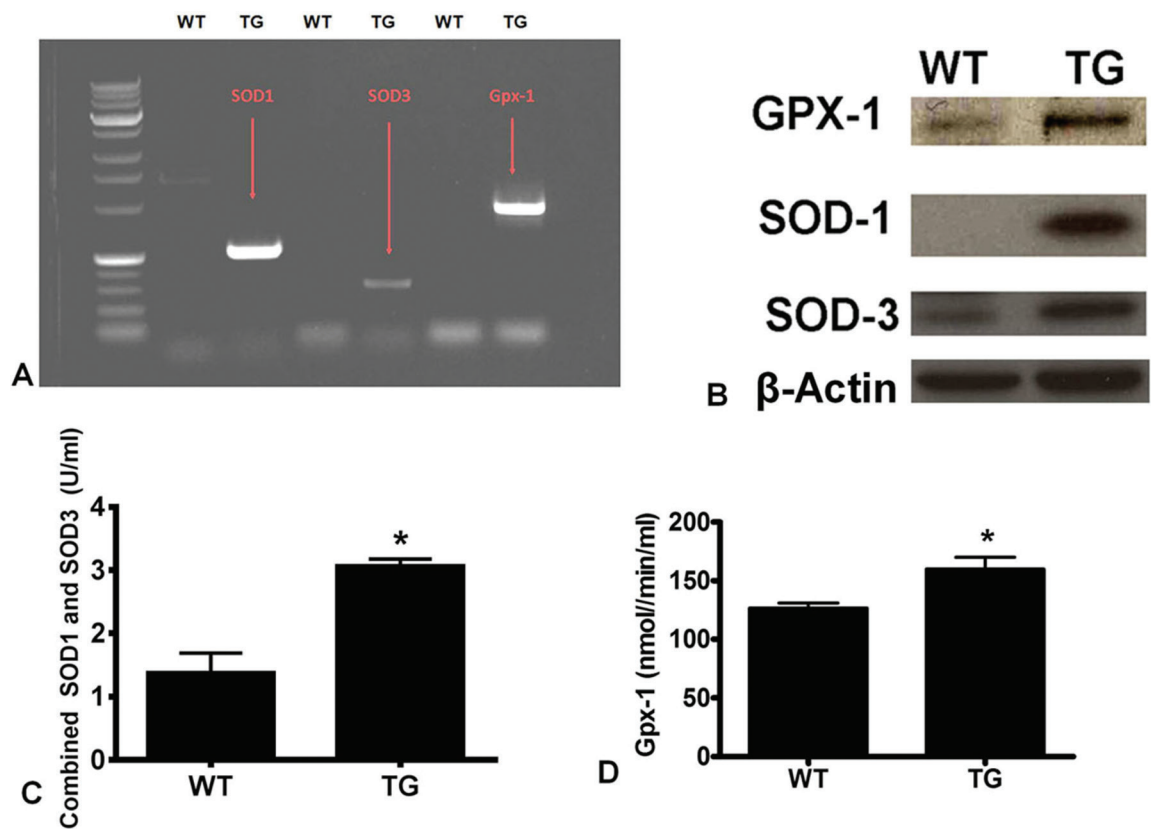 WT TG WT TG WT TG
SOD1 SOD3 Gpx-1
A
WT TG
GPX-1
SOD-1
SOD-3
β-Actin
B
Combined SOD1 and SOD3 (U/ml)
4
3
2
1
0
*
WT TG
C
Gpx-1 (nmol//min/ml)
200
150
100
50
0
*
WT TG
D